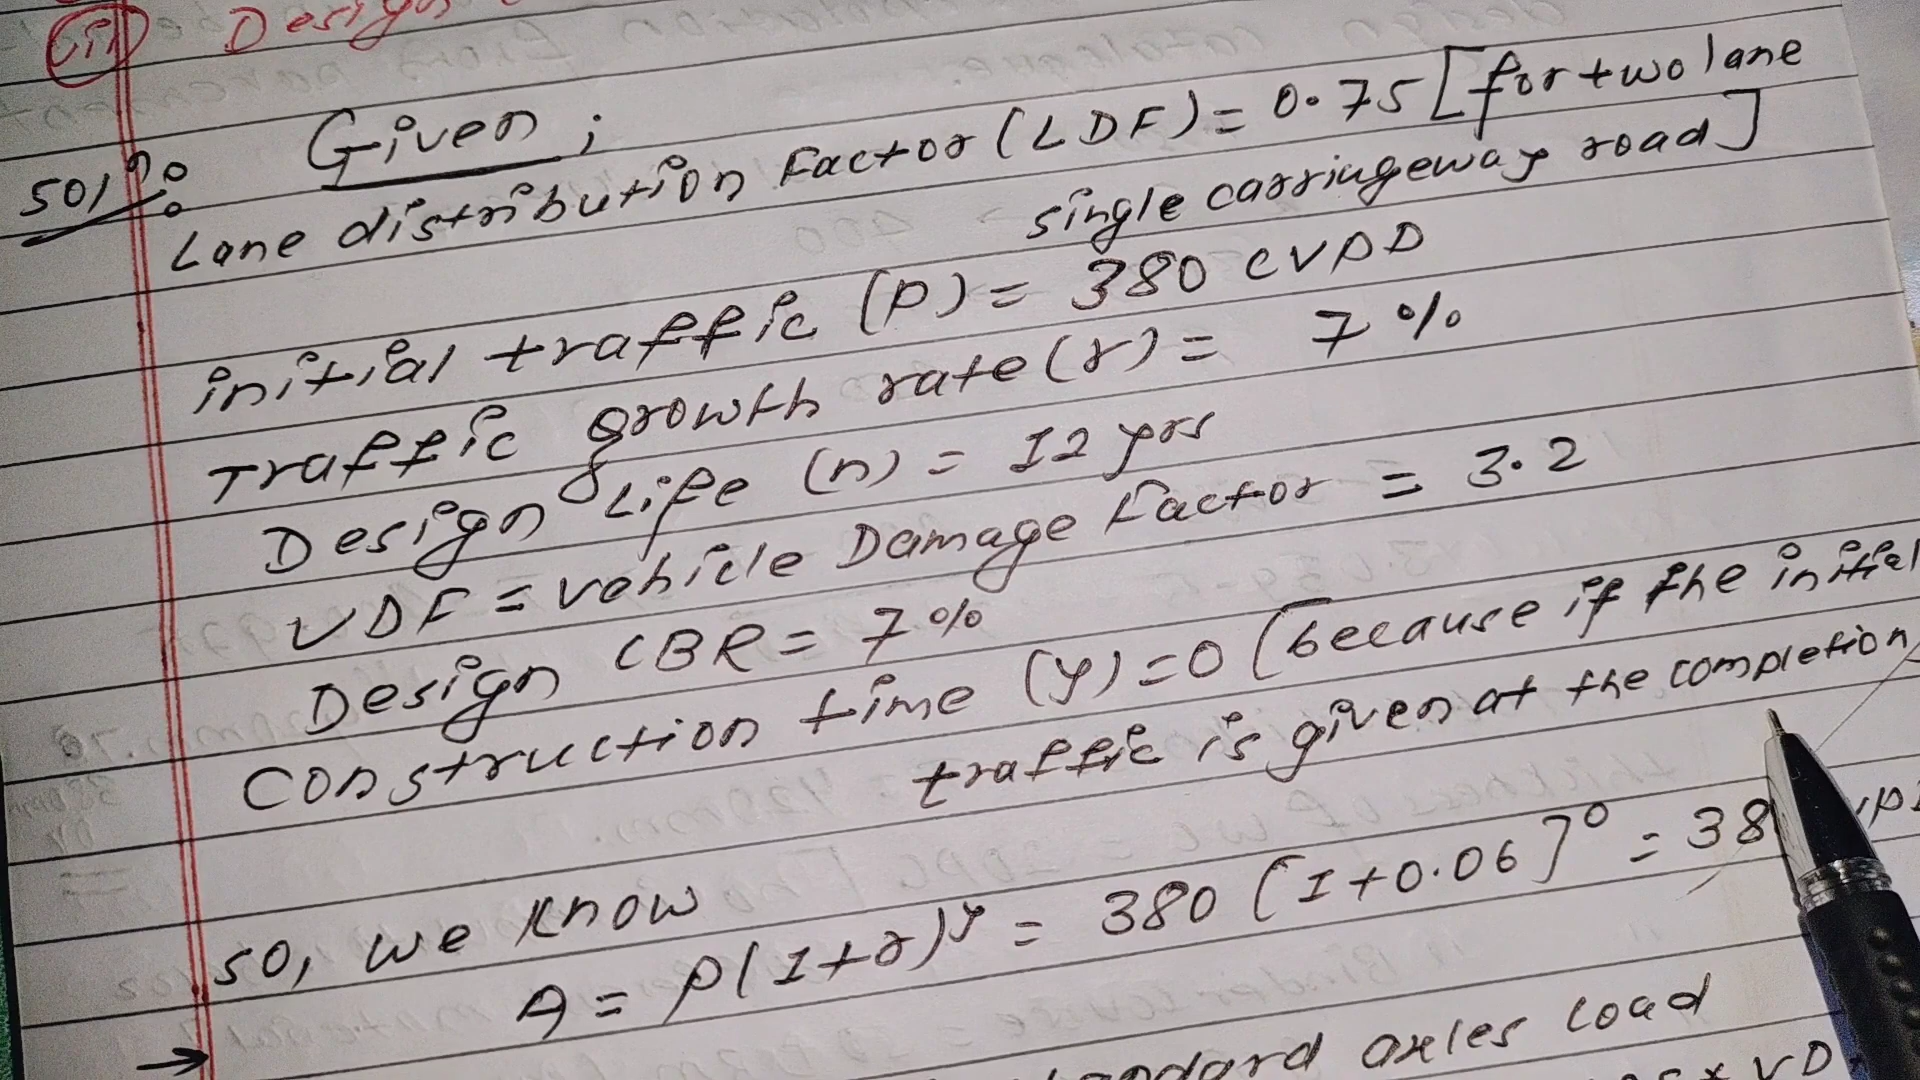 (ii) Design
Given;
Sol^n:
Lane distribution Factor (LDF) = 0.75 [for two lane
single carriageway road]
initial traffic (P) = 380 CVPD
Traffic growth rate (r) = 7%
Design Life (n) = 12 yrs
VDF = vehicle Damage Factor = 3.2
Design CBR = 7%
Construction time (y) = 0 (because if the initial
traffic is given at the completion
so, we know
A = P(1+r)^y = 380 (1+0.06]^0 = 38
axles load